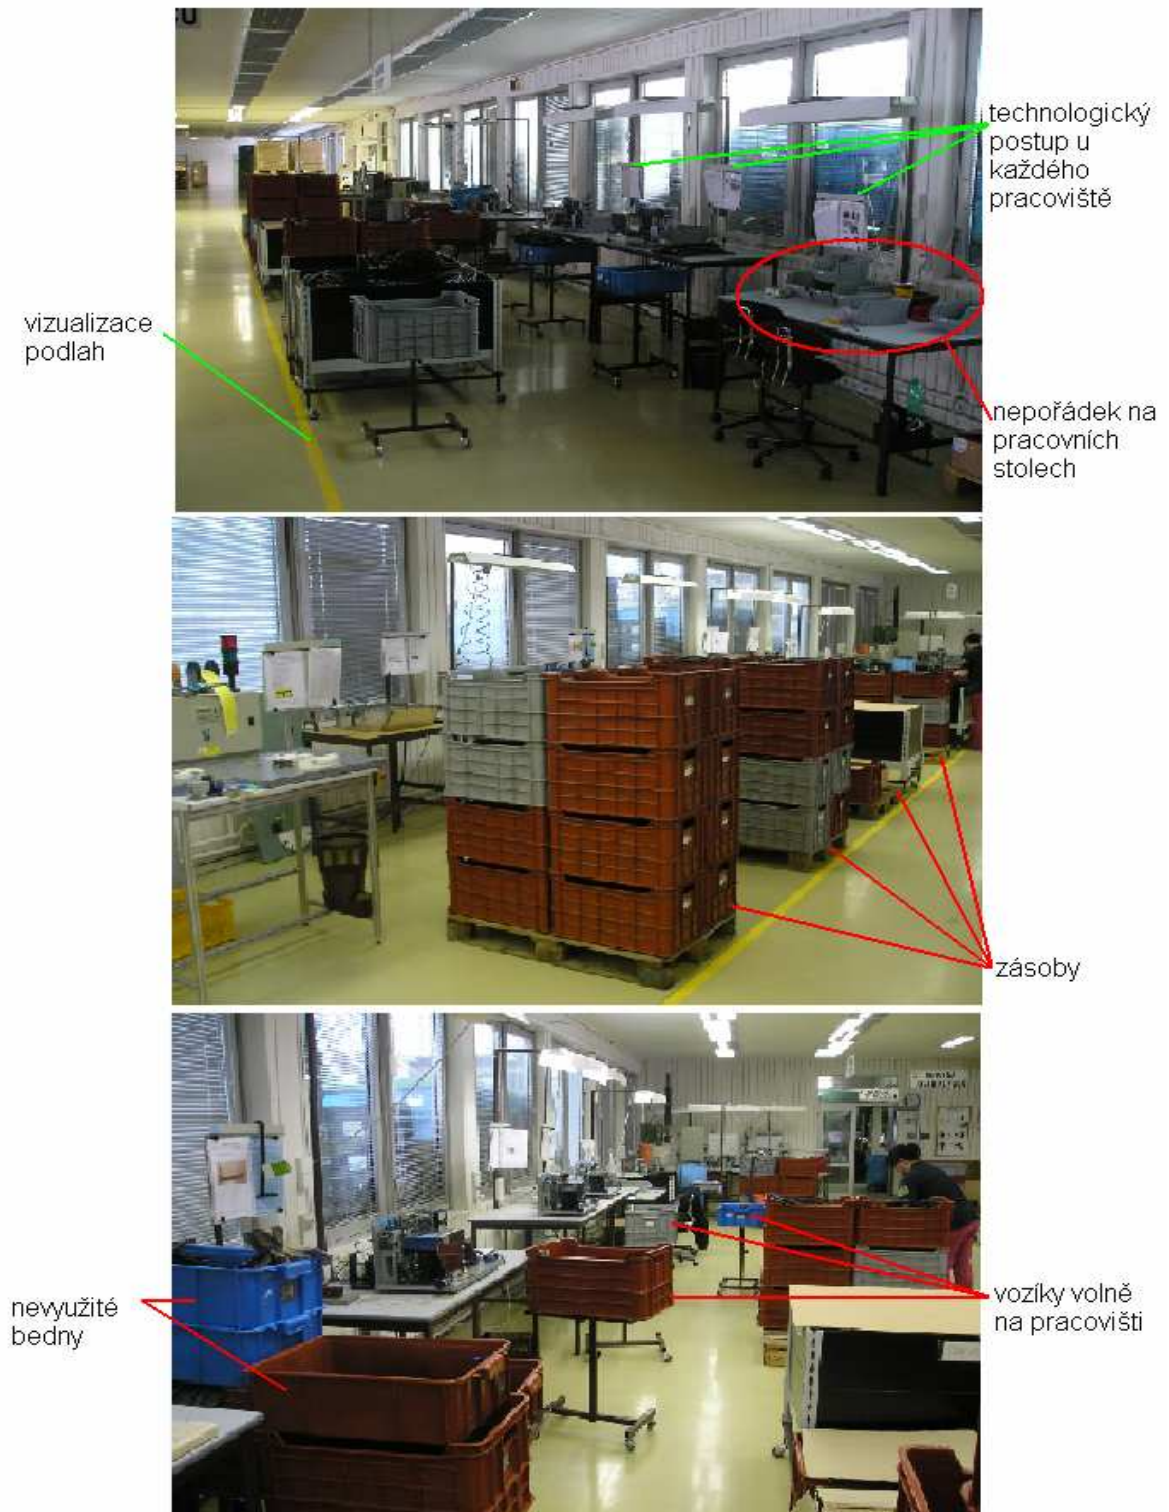 technologický
postup u
každého
pracoviště
vizualizace
podlah
nepořádek na
pracovních
stolech
zásoby
nevyužité
bedny
vozíky volně
na pracovišti